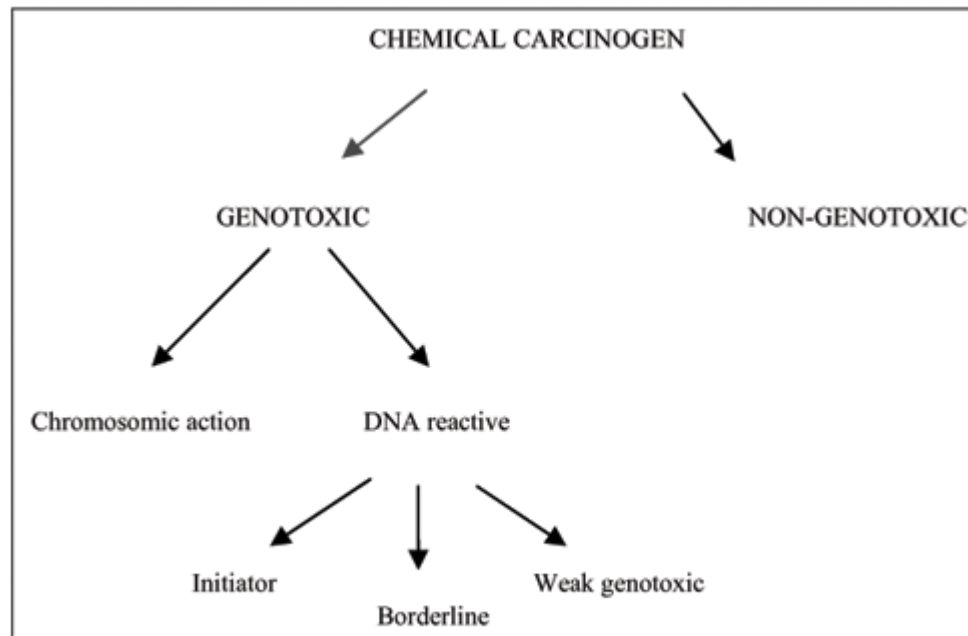 CHEMICAL CARCINOGEN
GENOTOXIC
NON-GENOTOXIC
Chromosomic action
DNA reactive
Initiator
Borderline
Weak genotoxic